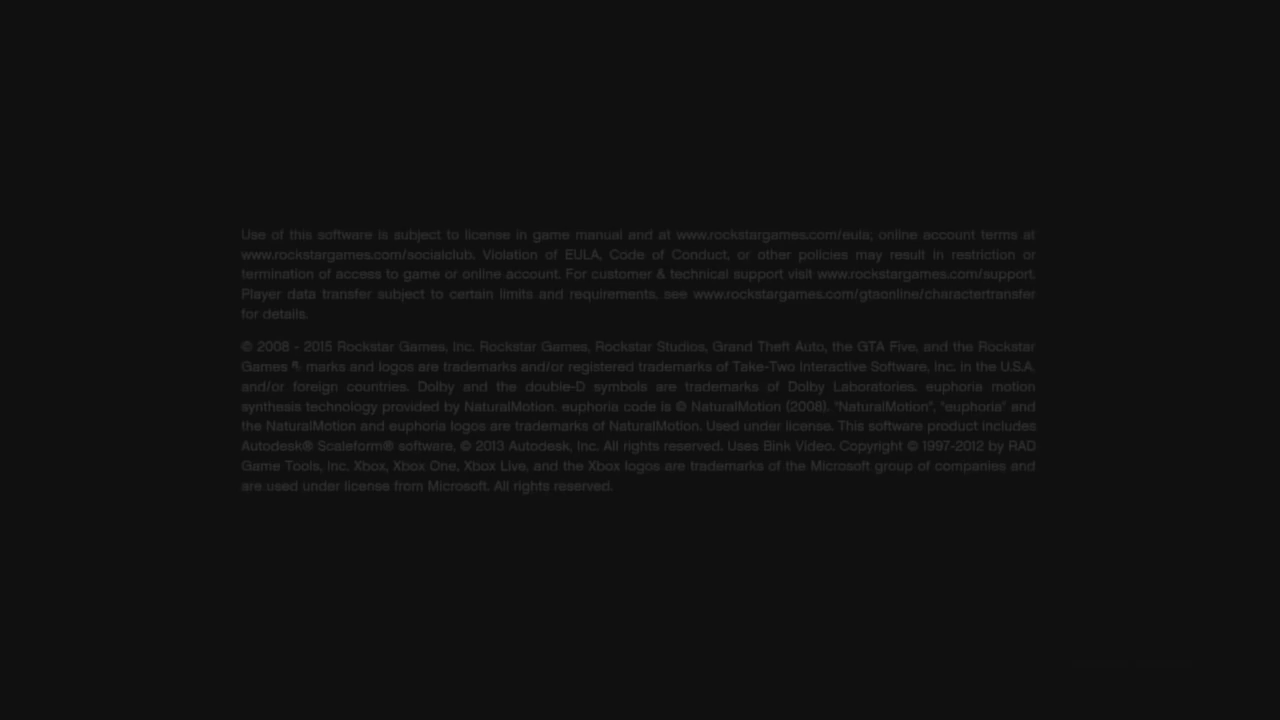 Use of this software is subject to license in game manual and at www.rockstargames.com/eula; online account terms at
www.rockstargames.com/socialclub. Violation of EULA, Code of Conduct, or other policies may result in restriction or
termination of access to game or online account. For customer & technical support visit www.rockstargames.com/support.
Player data transfer subject to certain limits and requirements, see www.rockstargames.com/gtaonline/charactertransfer
for details.
© 2008 - 2015 Rockstar Games, Inc. Rockstar Games, Rockstar Studios, Grand Theft Auto, the GTA Five, and the Rockstar
Games R* marks and logos are trademarks and/or registered trademarks of Take-Two Interactive Software, Inc. in the U.S.A.
and/or foreign countries. Dolby and the double-D symbols are trademarks of Dolby Laboratories. euphoria motion
synthesis technology provided by NaturalMotion. euphoria code is © NaturalMotion (2008). "NaturalMotion", "euphoria" and
the NaturalMotion and euphoria logos are trademarks of NaturalMotion. Used under license. This software product includes
Autodesk® Scaleform® software, © 2013 Autodesk, Inc. All rights reserved. Uses Bink Video. Copyright © 1997-2012 by RAD
Game Tools, Inc. Xbox, Xbox One, Xbox Live, and the Xbox logos are trademarks of the Microsoft group of companies and
are used under license from Microsoft. All rights reserved.